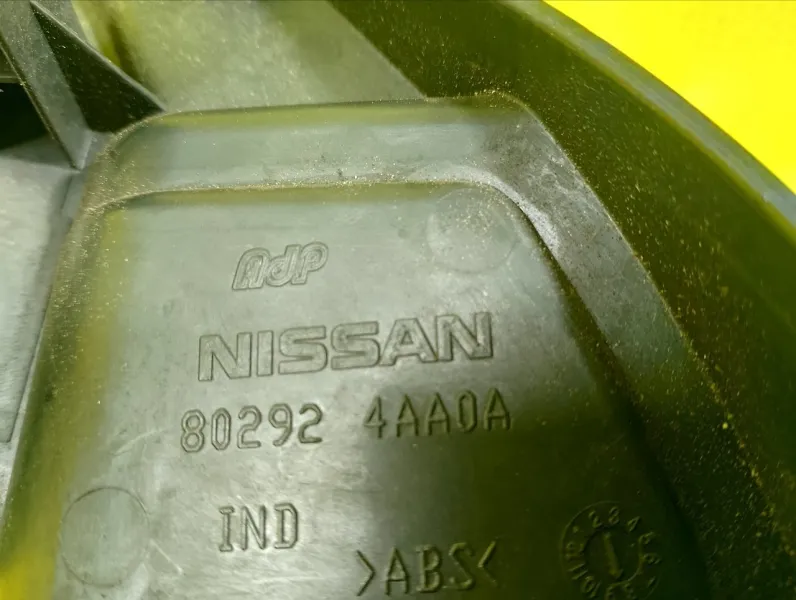 AdP
NISSAN
80292 4AA0A
IND
>ABS<